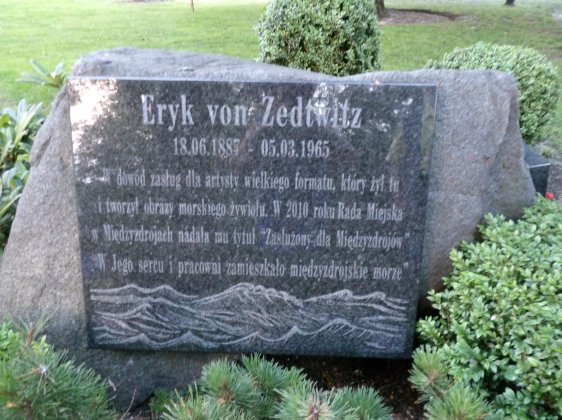 Eryk von Zedtwitz
18.06.1887 - 05.03.1965
W dowód zasług dla artysty wielkiego formatu, który żył tu
i tworzył obrazy morskiego żywiołu. W 2010 roku Rada Miejska
w Międzyzdrojach nadała mu tytuł "Zasłużony dla Międzyzdrojów"
"W Jego sercu i pracowni zamieszkało międzyzdrojskie morze"